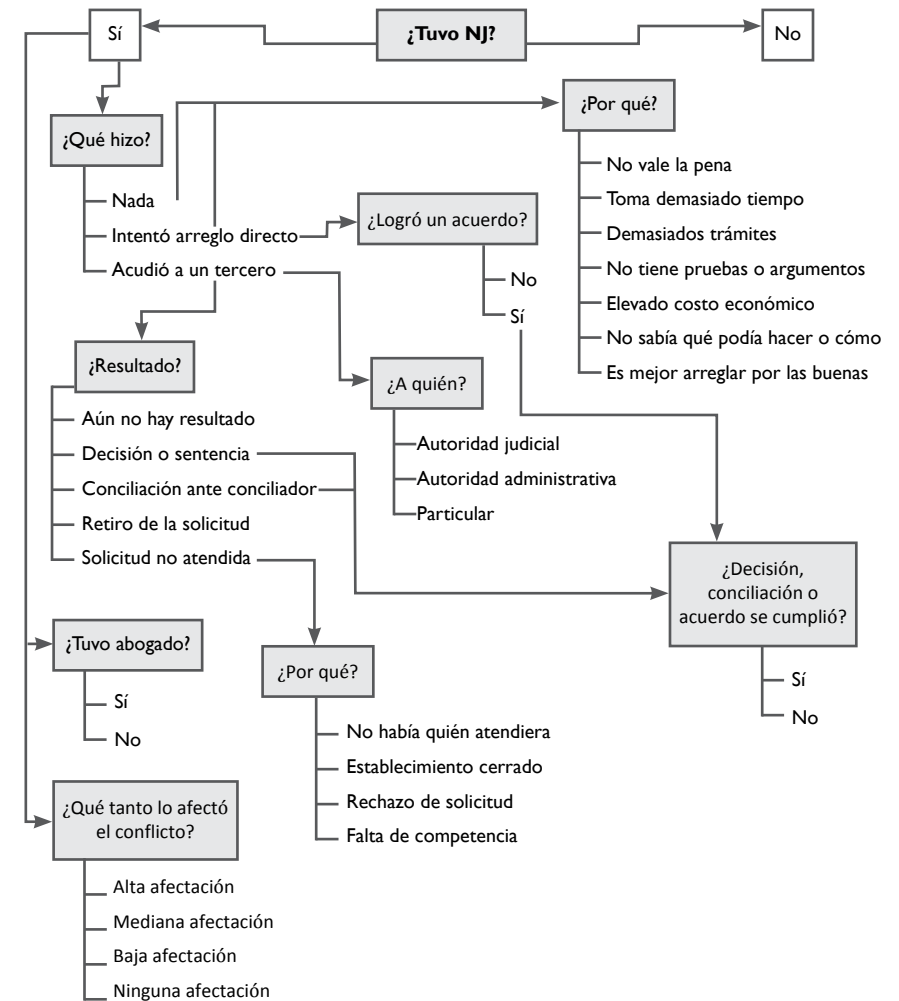 Sí
¿Tuvo NJ?
No
¿Qué hizo?
Nada
Intentó arreglo directo
Acudió a un tercero
¿Por qué?
No vale la pena
Toma demasiado tiempo
Demasiados trámites
No tiene pruebas o argumentos
Elevado costo económico
No sabía qué podía hacer o cómo
Es mejor arreglar por las buenas
¿Logró un acuerdo?
No
Sí
¿Resultado?
Aún no hay resultado
Decisión o sentencia
Conciliación ante conciliador
Retiro de la solicitud
Solicitud no atendida
¿A quién?
Autoridad judicial
Autoridad administrativa
Particular
¿Decisión,
conciliación o
acuerdo se cumplió?
Sí
No
¿Tuvo abogado?
Sí
No
¿Por qué?
No había quién atendiera
Establecimiento cerrado
Rechazo de solicitud
Falta de competencia
¿Qué tanto lo afectó
el conflicto?
Alta afectación
Mediana afectación
Baja afectación
Ninguna afectación